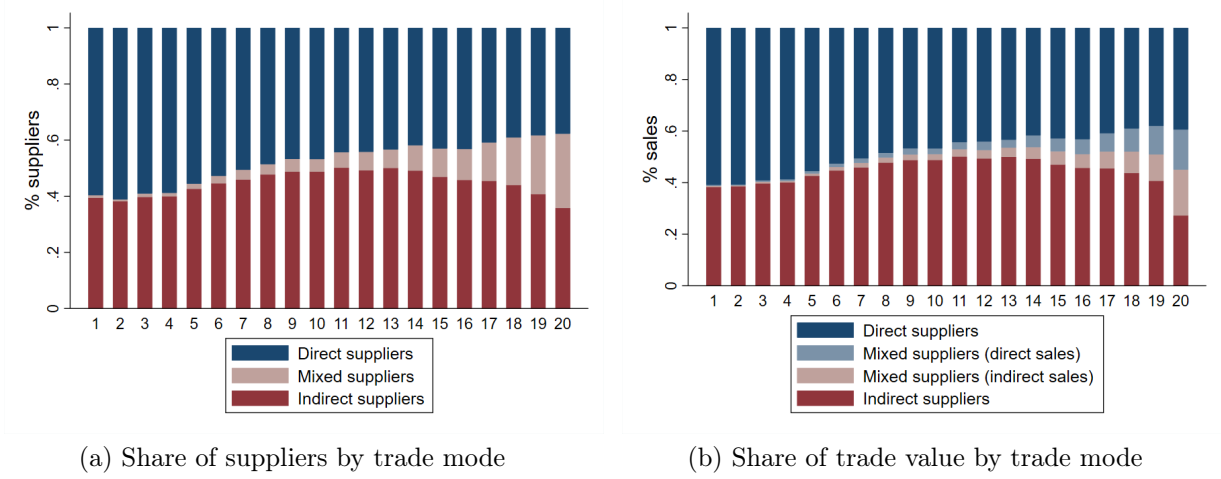 % suppliers
0 .2 .4 .6 .8 1
1 2 3 4 5 6 7 8 9 10 11 12 13 14 15 16 17 18 19 20
Direct suppliers
Mixed suppliers
Indirect suppliers
(a) Share of suppliers by trade mode
% sales
0 .2 .4 .6 .8 1
1 2 3 4 5 6 7 8 9 10 11 12 13 14 15 16 17 18 19 20
Direct suppliers
Mixed suppliers (direct sales)
Mixed suppliers (indirect sales)
Indirect suppliers
(b) Share of trade value by trade mode